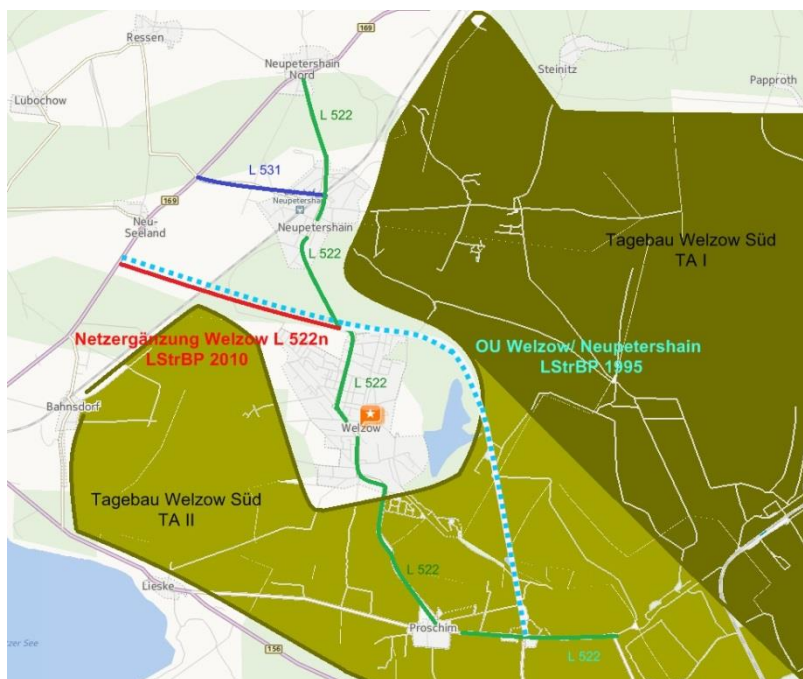 169
Ressen
Neupetershain
Nord
Steinitz
Papproth
Lubochow
L 522
L 531
169
Neupetershain
Neu-
Seeland
L 522
Tagebau Welzow Süd
TA I
Netzergänzung Welzow L 522n
LStrBP 2010
OU Welzow/ Neupetershain
LStrBP 1995
L 522
Bahnsdorf
Welzow
Tagebau Welzow Süd
TA II
L 522
Lieske
Proschim
156
L 522